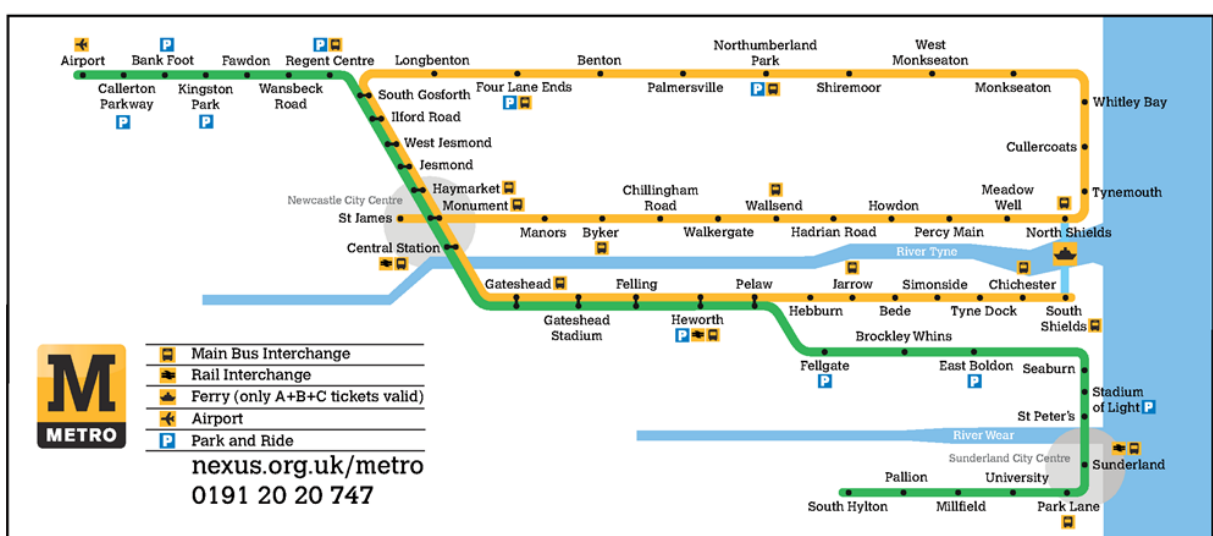 Airport
Callerton
Parkway
Bank Foot
Kingston
Park
Fawdon
Wansbeck
Road
Regent Centre
Longbenton
Four Lane Ends
Benton
Palmersville
Northumberland
Park
Shiremoor
West
Monkseaton
Monkseaton
South Gosforth
Ilford Road
West Jesmond
Jesmond
Haymarket
Newcastle City Centre
Monument
St James
Central Station
Whitley Bay
Cullercoats
Tynemouth
Manors
Byker
Chillingham
Road
Walkergate
Wallsend
Hadrian Road
Howdon
Percy Main
Meadow
Well
North Shields
River Tyne
Gateshead
Gateshead
Stadium
Felling
Heworth
Pelaw
Hebburn
Jarrow
Bede
Simonside
Tyne Dock
Chichester
South
Shields
Fellgate
Brockley Whins
East Boldon
Seaburn
Stadium
of Light
St Peter's
River Wear
Sunderland City Centre
Sunderland
Park Lane
University
Millfield
Pallion
South Hylton
M
METRO
Main Bus Interchange
Rail Interchange
Ferry (only A+B+C tickets valid)
Airport
P Park and Ride
nexus.org.uk/metro
0191 20 20 747